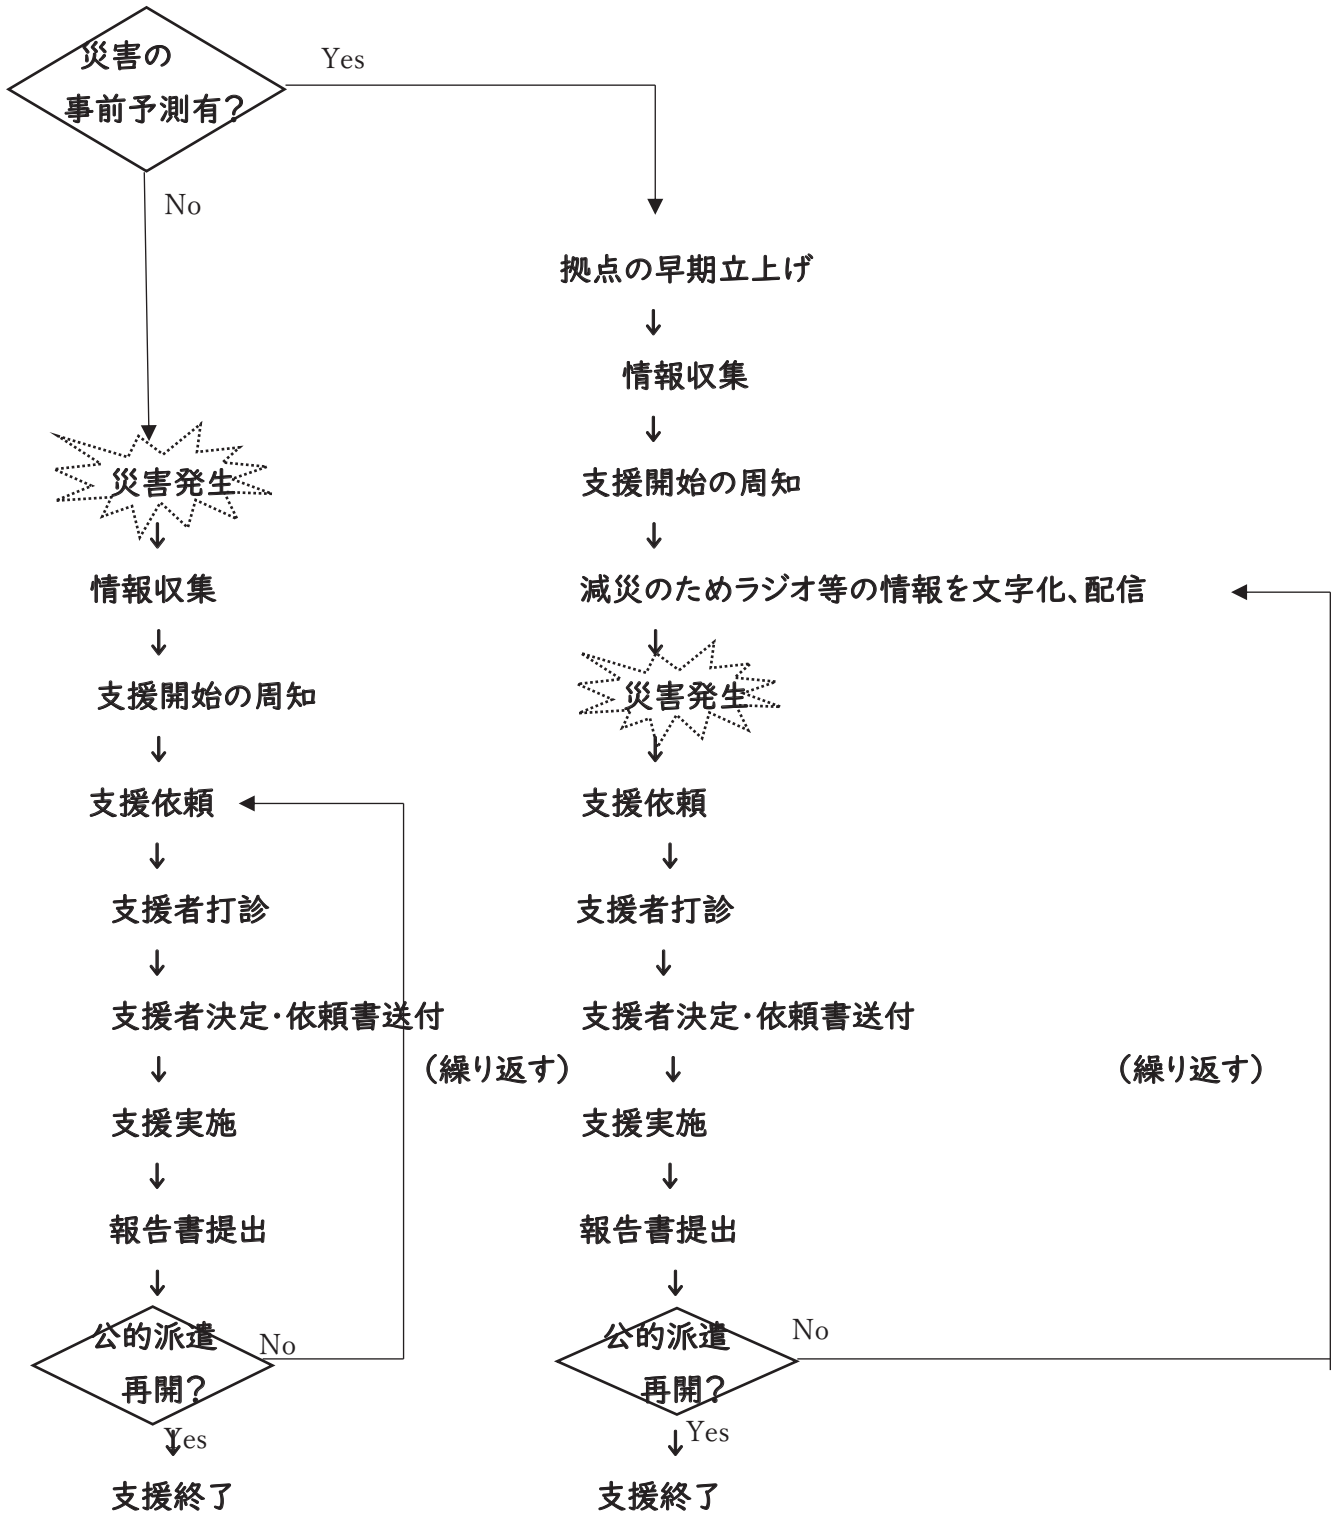 災害の
事前予測有？
Yes
No
拠点の早期立上げ
↓
情報収集
↓
支援開始の周知
↓
減災のためラジオ等の情報を文字化、配信
↓
災害発生
↓
支援依頼
↓
支援者打診
↓
支援者決定・依頼書送付
↓
（繰り返す）
支援実施
↓
報告書提出
↓
公的派遣
再開？
No
Yes
↓
支援終了
災害発生
↓
情報収集
↓
支援開始の周知
↓
支援依頼
↓
支援者打診
↓
支援者決定・依頼書送付
↓
（繰り返す）
支援実施
↓
報告書提出
↓
公的派遣
再開？
No
Yes
↓
支援終了